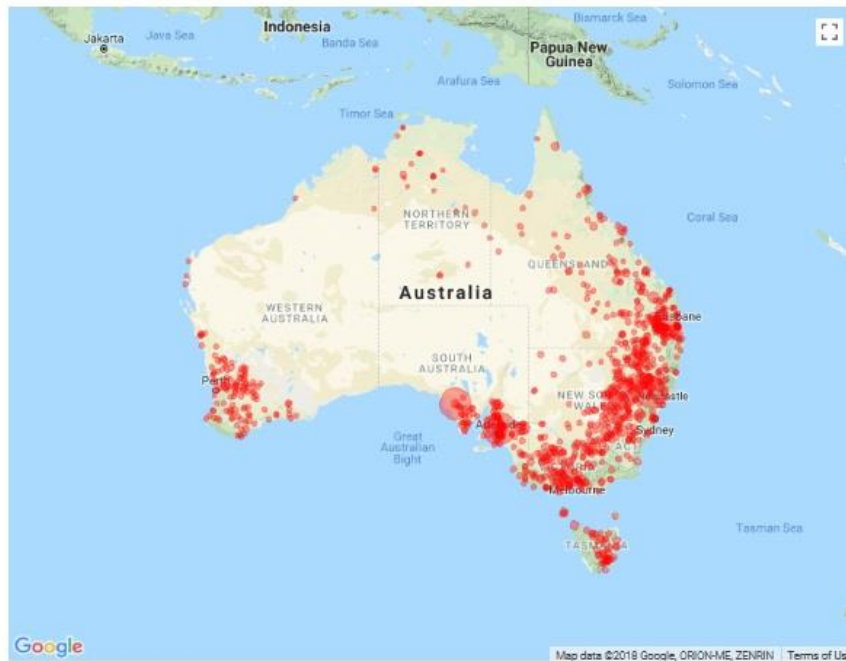 Bismarck Sea
Indonesia
Jakarta
Java Sea
Banda Sea
Papua New
Guinea
Arafura Sea
Solomon Sea
Timor Sea
NORTHERN
TERRITORY
Coral Sea
QUEENSLAND
Australia
WESTERN
AUSTRALIA
SOUTH
AUSTRALIA
Perth
Sydney
Great
Australian
Bight
ACT
Melbourne
Tasman Sea
Google
Map data ©2018 Google, ORION-ME, ZENRIN
Terms of Us